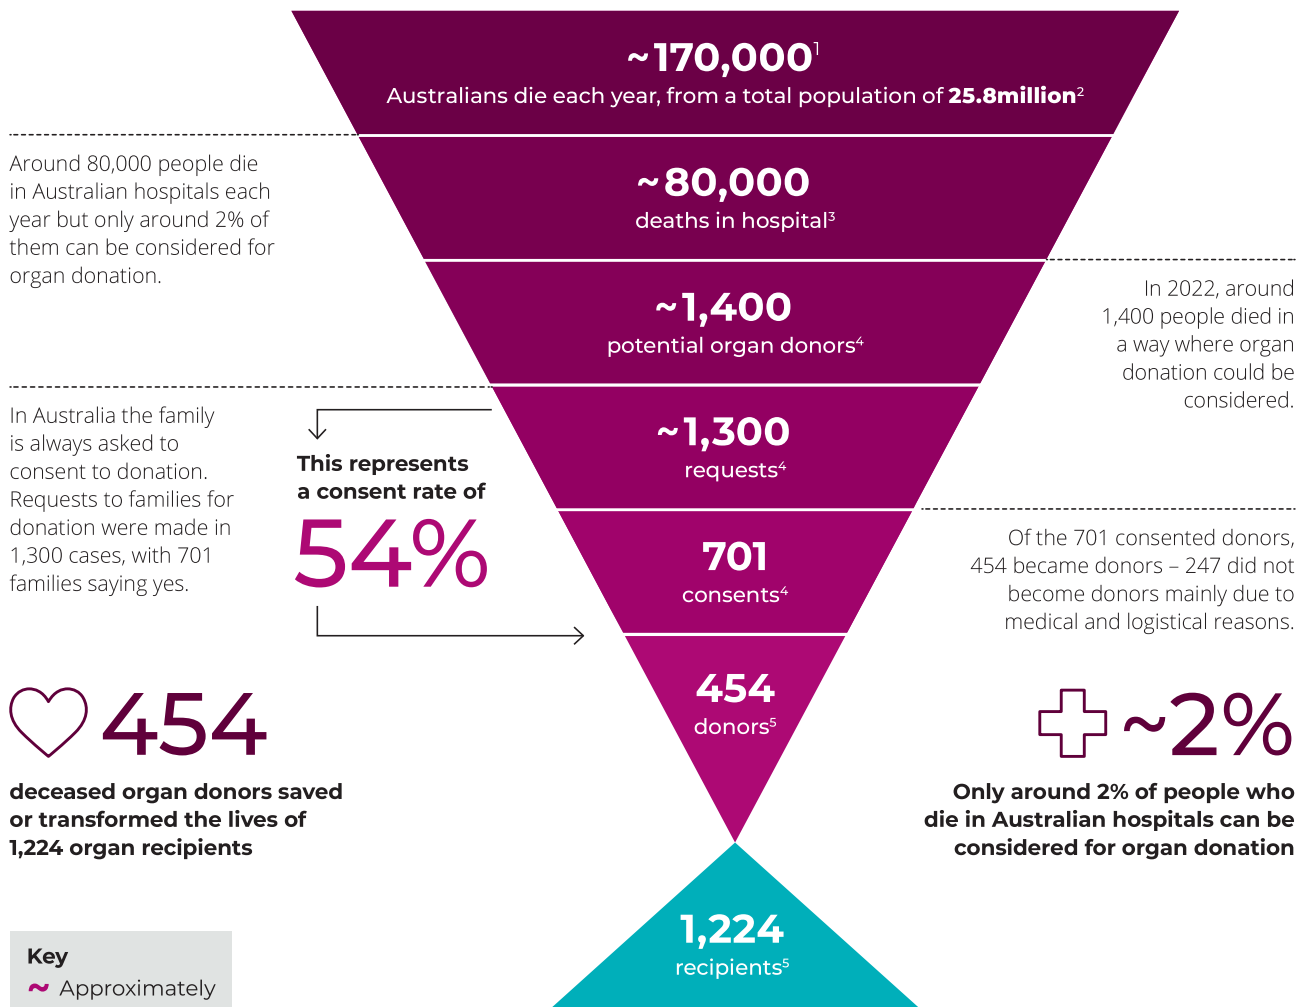 ~170,000¹
Australians die each year, from a total population of 25.8million²
Around 80,000 people die
in Australian hospitals each
year but only around 2% of
them can be considered for
organ donation.
~80,000
deaths in hospital³
~1,400
potential organ donors⁴
In 2022, around
1,400 people died in
a way where organ
donation could be
considered.
In Australia the family
is always asked to
consent to donation.
Requests to families for
donation were made in
1,300 cases, with 701
families saying yes.
This represents
a consent rate of
54%
~1,300
requests⁴
701
consents⁴
Of the 701 consented donors,
454 became donors – 247 did not
become donors mainly due to
medical and logistical reasons.
454
donors⁵
454
deceased organ donors saved
or transformed the lives of
1,224 organ recipients
~2%
Only around 2% of people who
die in Australian hospitals can be
considered for organ donation
1,224
recipients⁵
Key
~ Approximately